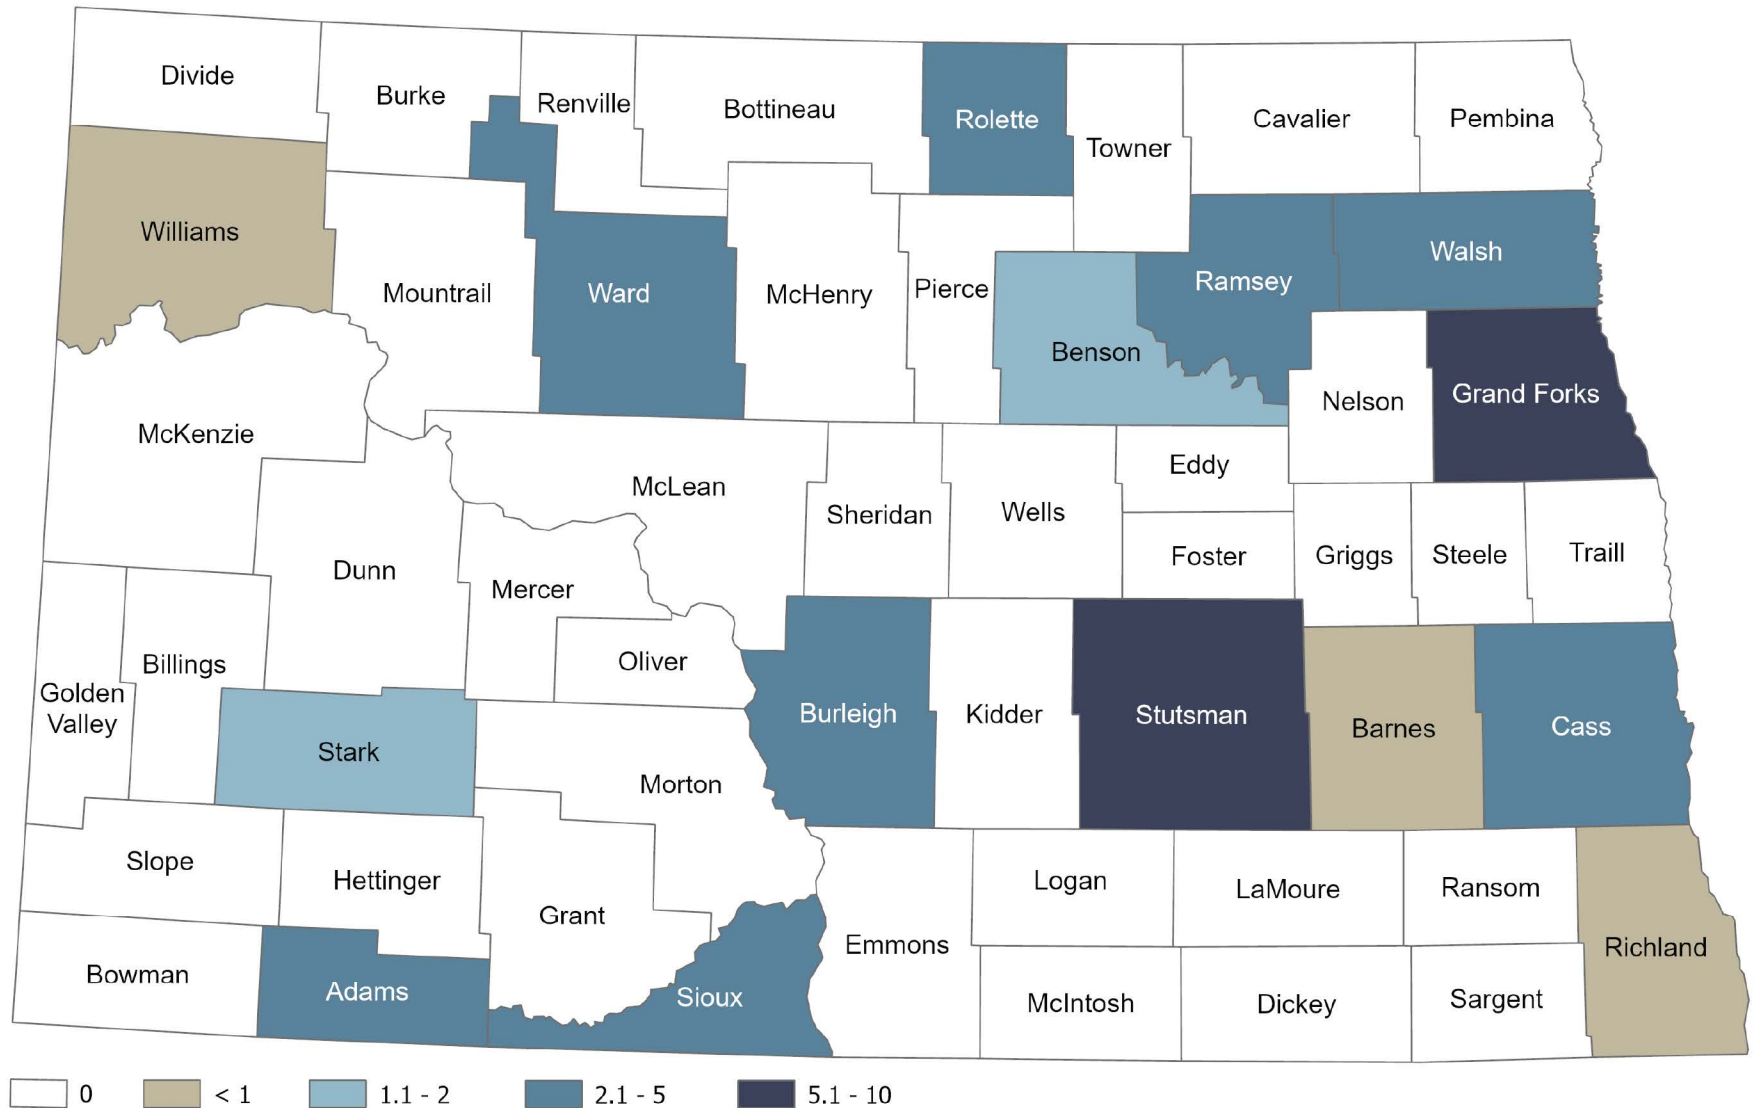 Divide
Burke
Renville
Bottineau
Rolette
Towner
Cavalier
Pembina
Williams
Mountrail
Ward
McHenry
Pierce
Benson
Ramsey
Walsh
Nelson
Grand Forks
McKenzie
Dunn
McLean
Mercer
Oliver
Sheridan
Wells
Eddy
Foster
Griggs
Steele
Traill
Golden
Valley
Billings
Stark
Morton
Burleigh
Kidder
Stutsman
Barnes
Cass
Slope
Hettinger
Grant
Bowman
Adams
Sioux
Emmons
Logan
LaMoure
Ransom
Richland
McIntosh
Dickey
Sargent
0
< 1
1.1 - 2
2.1 - 5
5.1 - 10